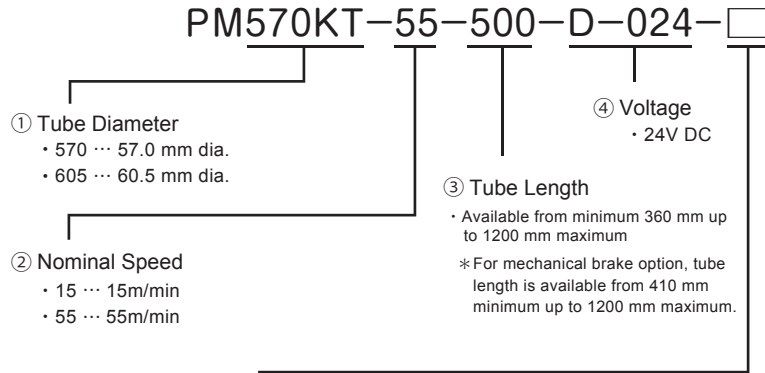 PM570KT-55-500-D-024-□
① Tube Diameter
・570 … 57.0 mm dia.
・605 … 60.5 mm dia.
② Nominal Speed
・15 … 15m/min
・55 … 55m/min
③ Tube Length
・Available from minimum 360 mm up
to 1200 mm maximum
＊For mechanical brake option, tube
length is available from 410 mm
minimum up to 1200 mm maximum.
④ Voltage
・24V DC